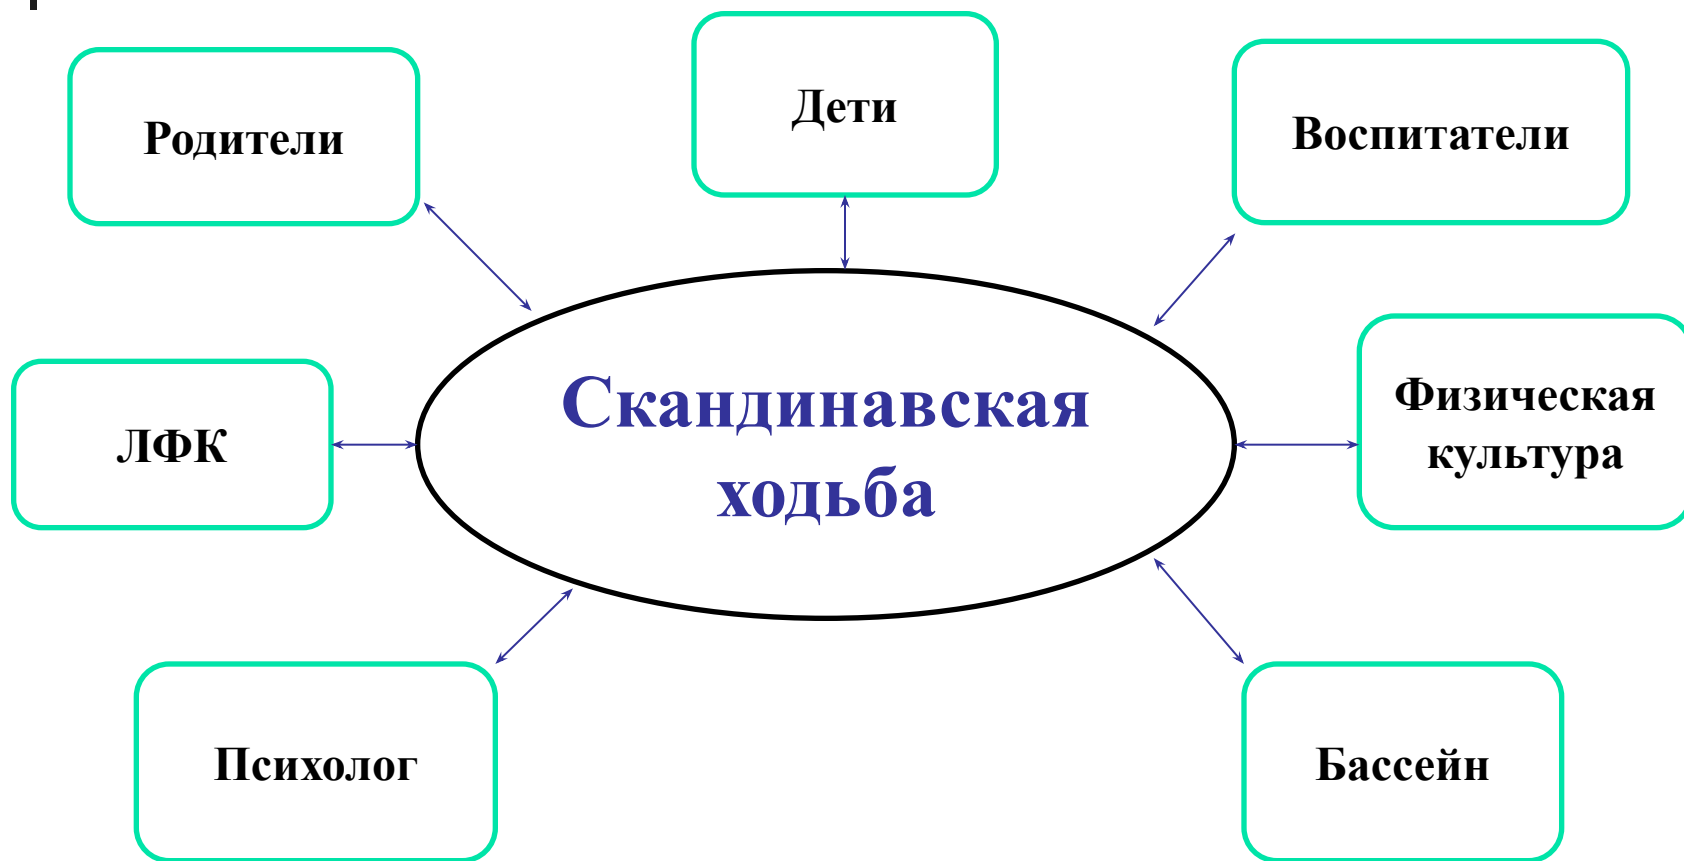 Родители
Дети
Воспитатели
ЛФК
Скандинавская
ходьба
Физическая
культура
Психолог
Бассейн